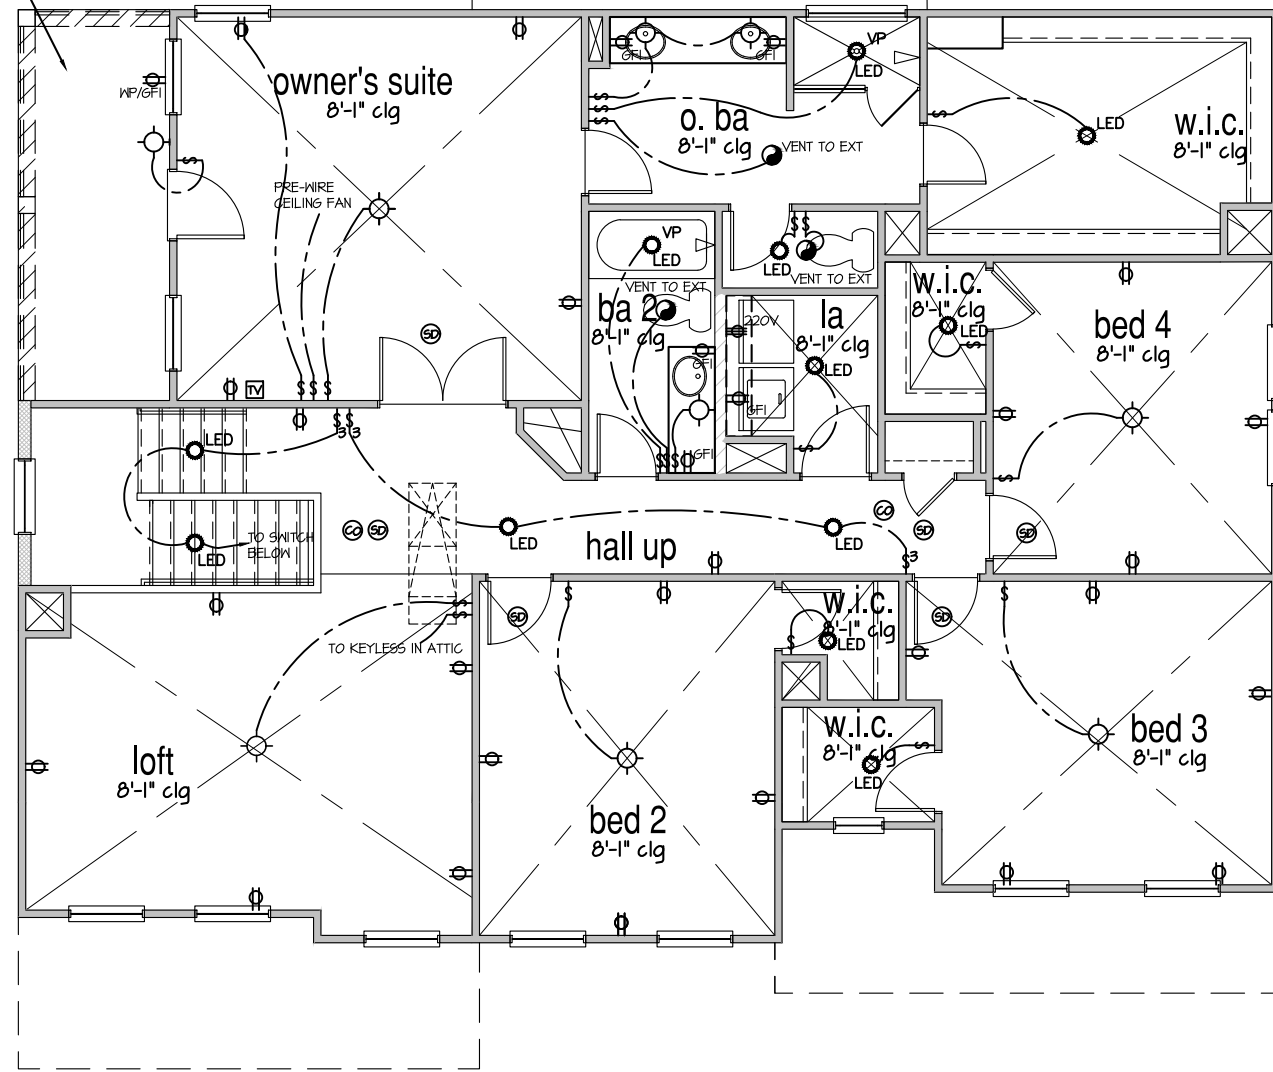 VP
GFI
GFI
LED
owner's suite
8'-1" clg
WP/GFI
o. ba
8'-1" clg
LED
w.i.c.
8'-1" clg
VENT TO EXT
PRE-WIRE
CEILING FAN
VP
LED
LED
VENT TO EXT
VENT TO EXT
w.i.c.
8'-1" clg
LED
ba 2
8'-1" clg
220V
la
8'-1" clg
LED
bed 4
8'-1" clg
SD
GFI
TV
GFI
$ $ $
$3 $3
LED
GFI
CO SD
CO
SD
SD
TO SWITCH
BELOW
LED
LED
hall up
LED
$3
SD
w.i.c.
8'-1" clg
LED
SD
TO KEYLESS IN ATTIC
w.i.c.
8'-1" clg
LED
bed 3
8'-1" clg
loft
8'-1" clg
bed 2
8'-1" clg